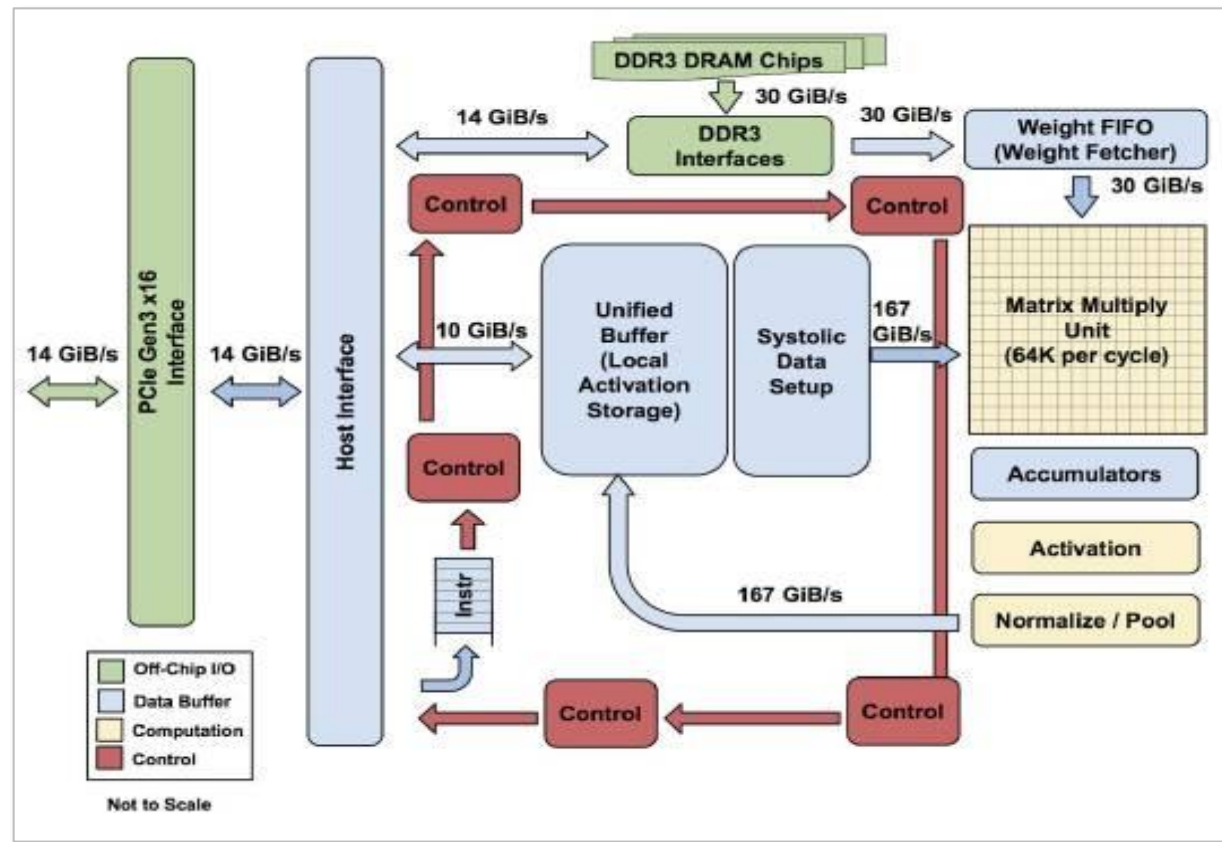 DDR3 DRAM Chips
30 GiB/s
14 GiB/s
DDR3
Interfaces
30 GiB/s
Weight FIFO
(Weight Fetcher)
30 GiB/s
Control
Control
PCIe Gen3 x16
Interface
Host Interface
14 GiB/s
14 GiB/s
10 GiB/s
Unified
Buffer
(Local
Activation
Storage)
Systolic
Data
Setup
167
GiB/s
Matrix Multiply
Unit
(64K per cycle)
Control
Accumulators
Activation
Instr
167 GiB/s
Normalize / Pool
Control
Control
Off-Chip I/O
Data Buffer
Computation
Control
Not to Scale